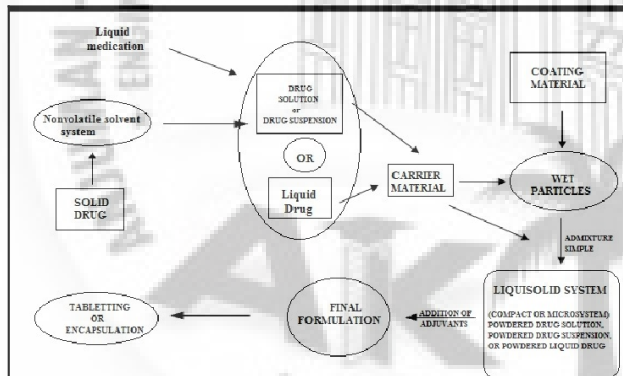 Liquid
medication
Nonvolatile solvent
system
SOLID
DRUG
DRUG
SOLUTION
or
DRUG SUSPENSION
OR
Liquid
Drug
CARRIER
MATERIAL
COATING
MATERIAL
WET
PARTICLES
ADMIXTURE
SIMPLE
LIQUISOLID SYSTEM
(COMPACT OR MICROSYSTEM)
POWDERED DRUG SOLUTION,
POWDERED DRUG SUSPENSION,
OR POWDERED LIQUID DRUG
ADDITION OF
ADJUVANTS
FINAL
FORMULATION
TABLETTING
OR
ENCAPSULATION